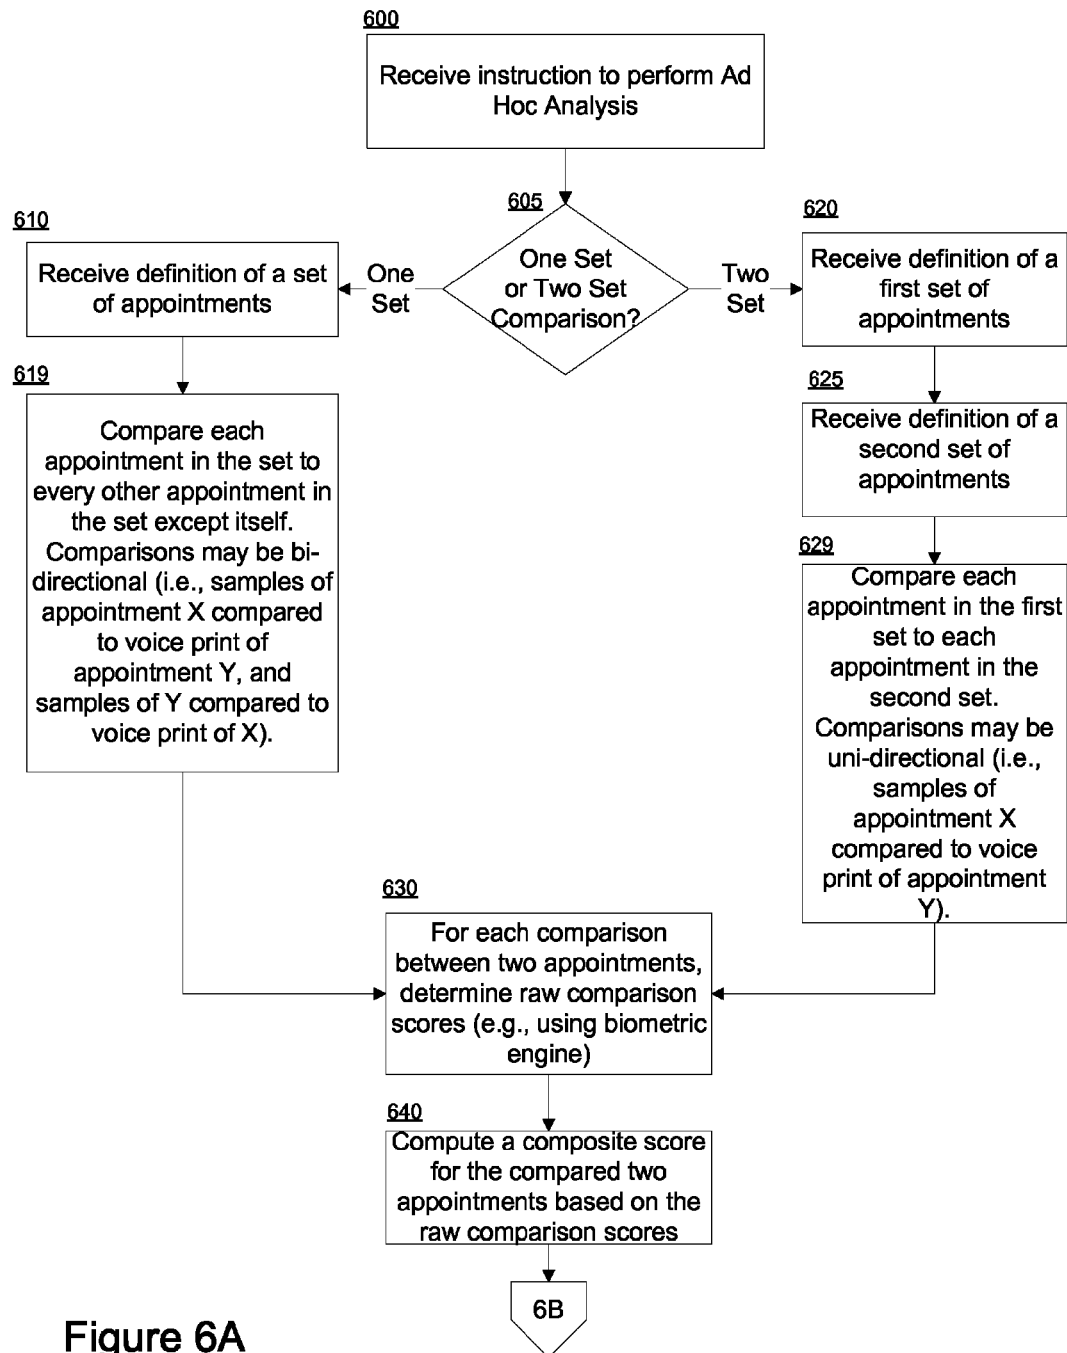 600
Receive instruction to perform Ad
Hoc Analysis
605
One Set
or Two Set
Comparison?
One
Set
Two
Set
610
Receive definition of a set
of appointments
619
Compare each
appointment in the set to
every other appointment in
the set except itself.
Comparisons may be bi-
directional (i.e., samples of
appointment X compared
to voice print of
appointment Y, and
samples of Y compared to
voice print of X).
620
Receive definition of a
first set of
appointments
625
Receive definition of a
second set of
appointments
629
Compare each
appointment in the first
set to each
appointment in the
second set.
Comparisons may be
uni-directional (i.e.,
samples of
appointment X
compared to voice
print of appointment
Y).
630
For each comparison
between two appointments,
determine raw comparison
scores (e.g., using biometric
engine)
640
Compute a composite score
for the compared two
appointments based on the
raw comparison scores
6B
Figure 6A